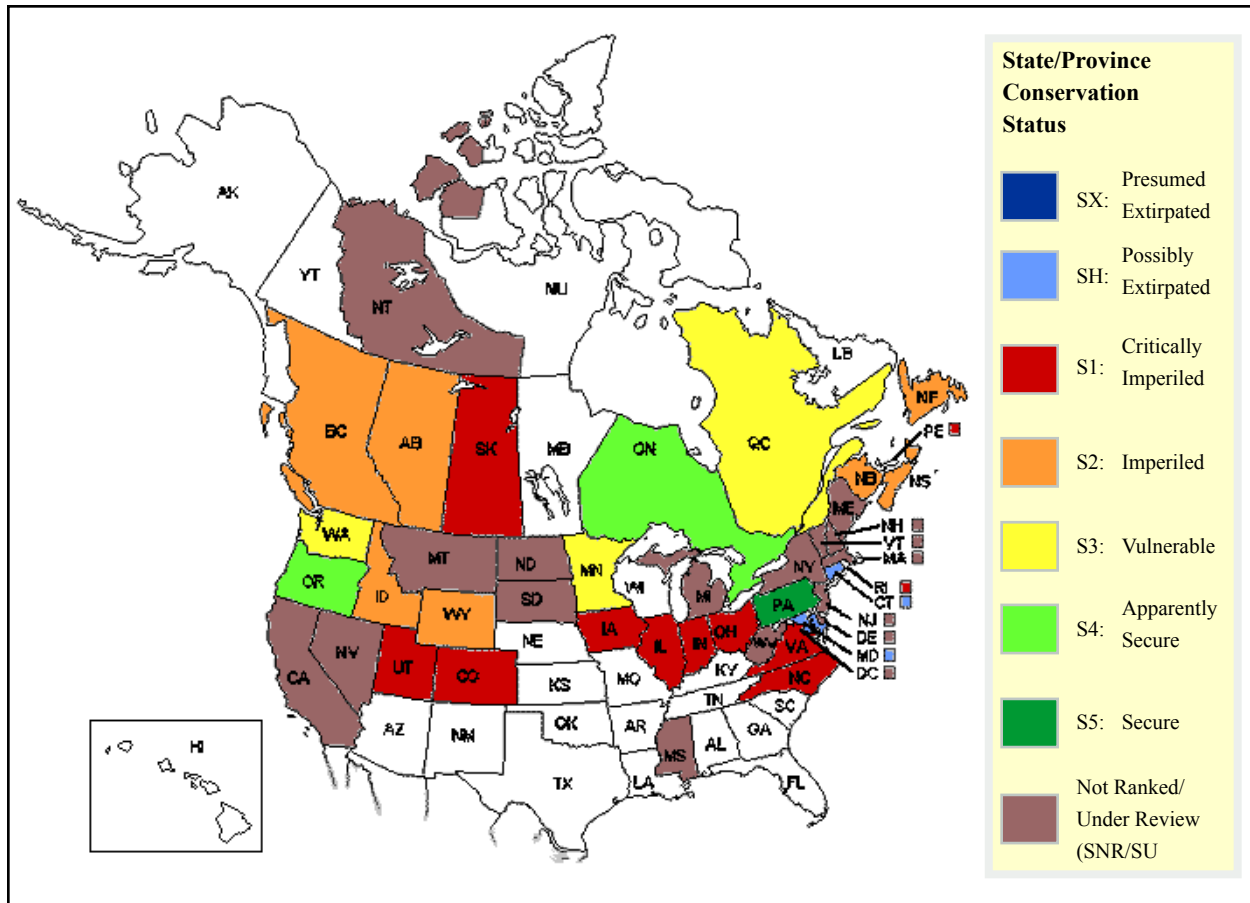 State/Province
Conservation
Status
SX: Presumed
Extirpated
SH: Possibly
Extirpated
S1: Critically
Imperiled
S2: Imperiled
S3: Vulnerable
S4: Apparently
Secure
S5: Secure
Not Ranked/
Under Review
(SNR/SU
AK
YT
NT
NU
LB
BC
AB
SK
MB
ON
QC
NF
PE
NB
NS
ME
NH
VT
MA
RI
CT
NJ
DE
MD
DC
WA
MT
ND
MN
WI
MI
NY
OR
ID
WY
SD
IA
IL
IN
OH
PA
WV
VA
NE
CA
NV
UT
CO
KS
MO
KY
NC
TN
SC
AZ
NM
OK
AR
MS
AL
GA
TX
LA
FL
HI